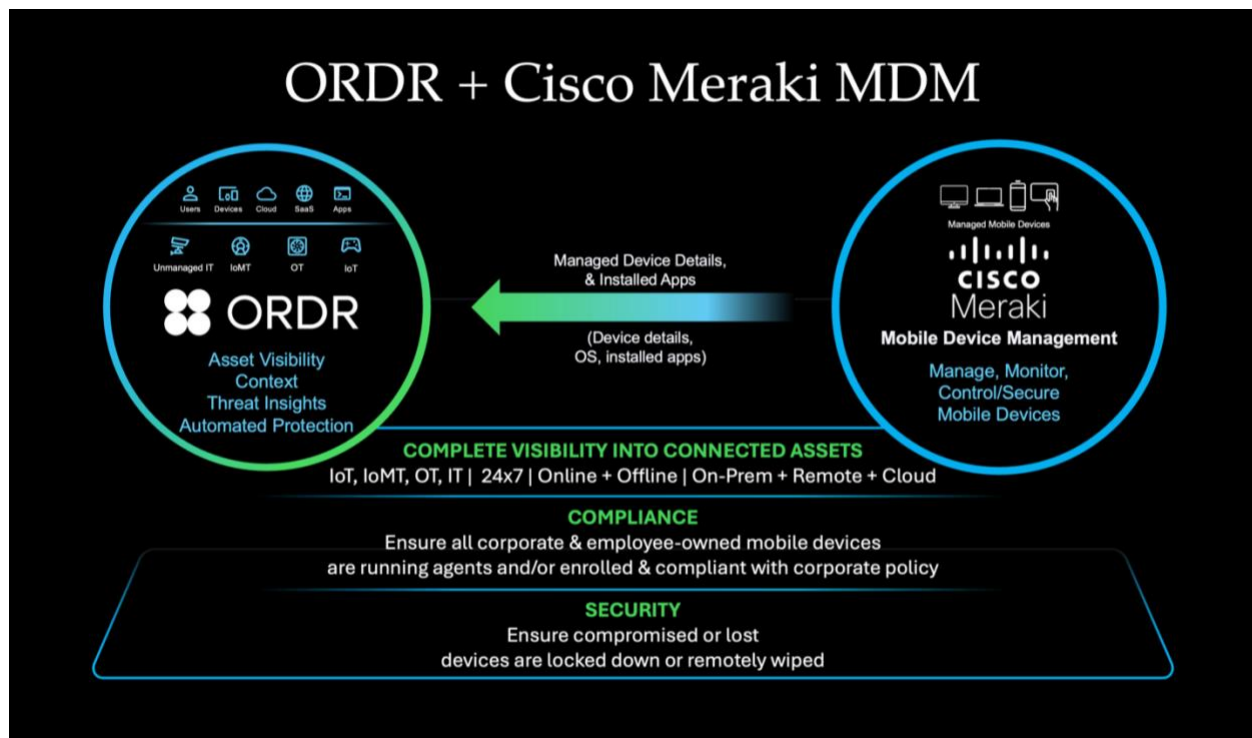 ORDR + Cisco Meraki MDM
Users Devices Cloud SaaS Apps
Unmanaged IT IoMT OT IoT
ORDR
Asset Visibility
Context
Threat Insights
Automated Protection
Managed Device Details,
& Installed Apps
(Device details,
OS, installed apps)
Managed Mobile Devices
CISCO
Meraki
Mobile Device Management
Manage, Monitor,
Control/Secure
Mobile Devices
COMPLETE VISIBILITY INTO CONNECTED ASSETS
IoT, IoMT, OT, IT | 24x7 | Online + Offline | On-Prem + Remote + Cloud
COMPLIANCE
Ensure all corporate & employee-owned mobile devices
are running agents and/or enrolled & compliant with corporate policy
SECURITY
Ensure compromised or lost
devices are locked down or remotely wiped